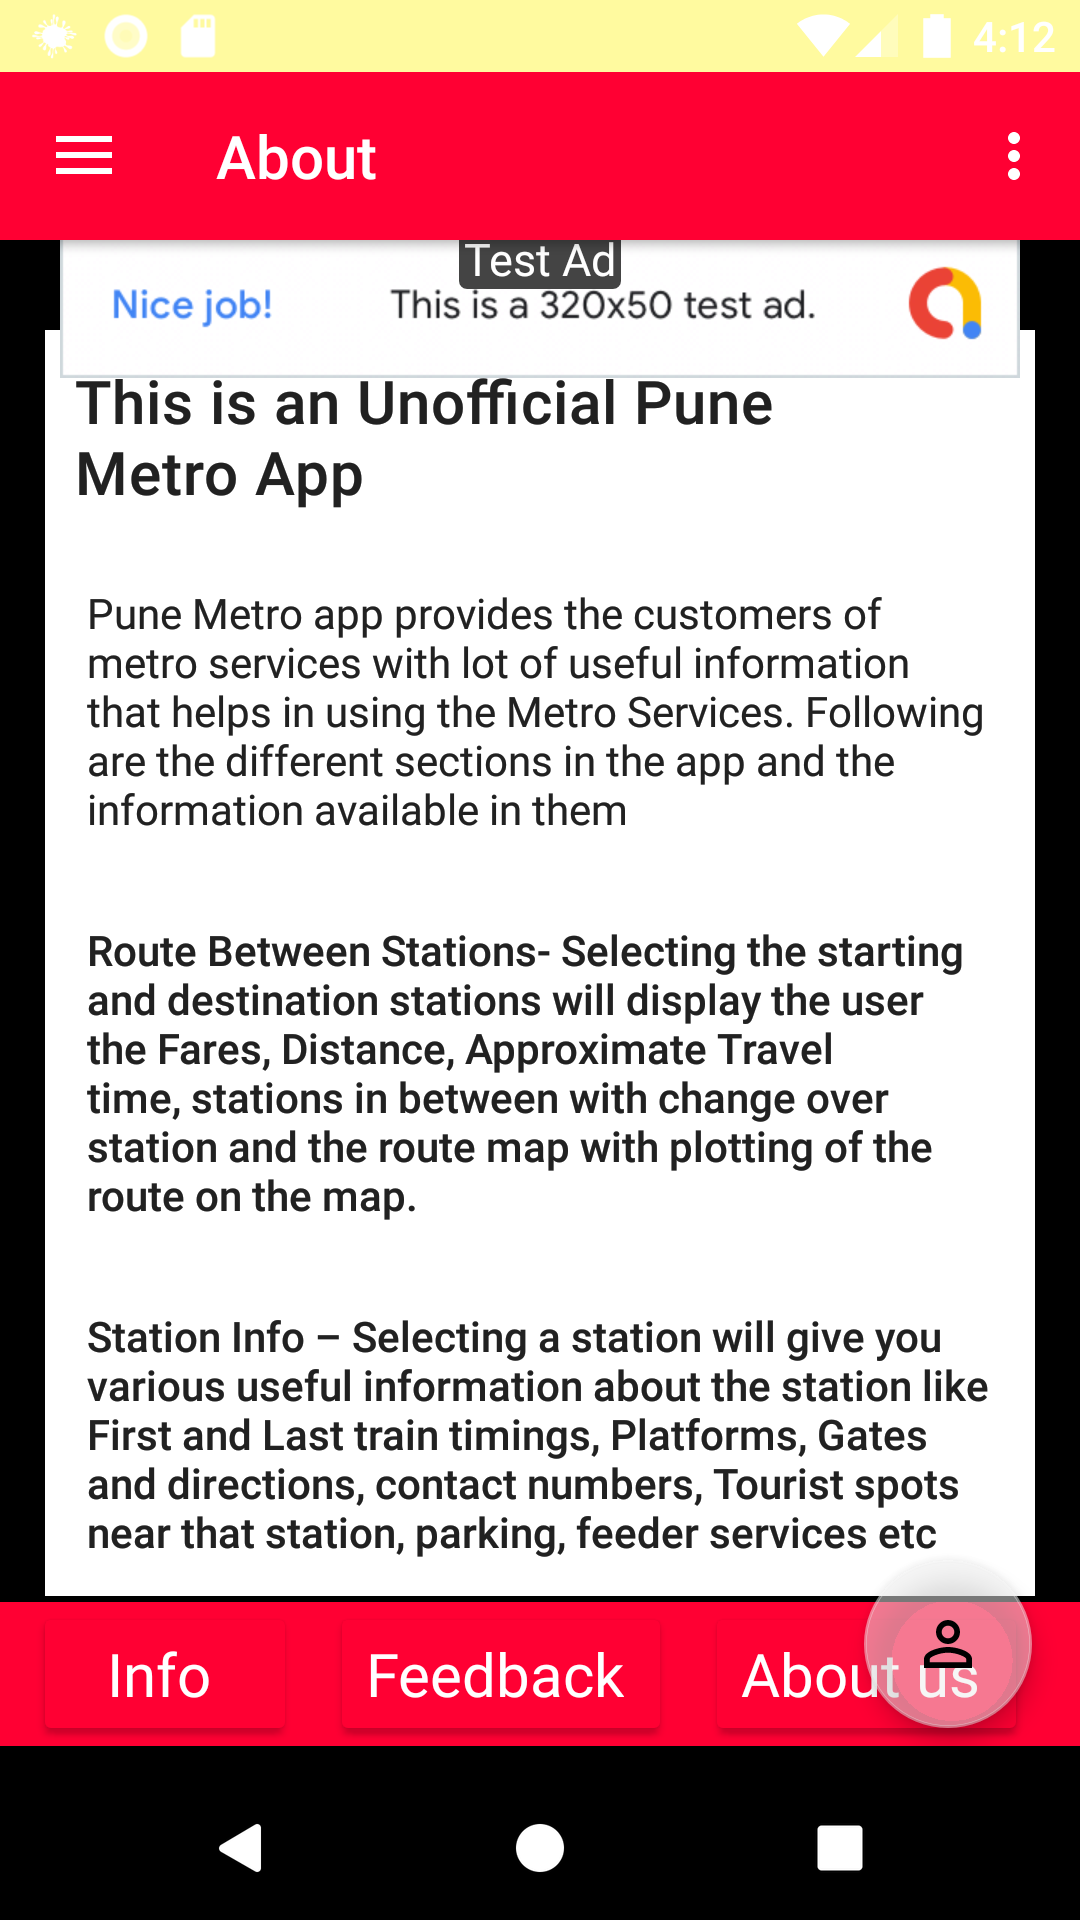 4:12
About
Test Ad
Nice job!
This is a 320x50 test ad.
This is an Unofficial Pune
Metro App
Pune Metro app provides the customers of
metro services with lot of useful information
that helps in using the Metro Services. Following
are the different sections in the app and the
information available in them
Route Between Stations- Selecting the starting
and destination stations will display the user
the Fares, Distance, Approximate Travel
time, stations in between with change over
station and the route map with plotting of the
route on the map.
Station Info – Selecting a station will give you
various useful information about the station like
First and Last train timings, Platforms, Gates
and directions, contact numbers, Tourist spots
near that station, parking, feeder services etc
Info
Feedback
About us